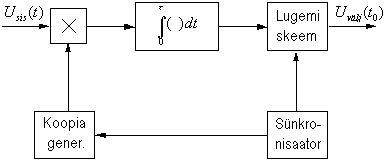 U_sis(t)
×
∫₀^τ ( )dt
Lugemi
skeem
U_välj(t₀)
Koopia
gener.
Sünkro-
nisaator